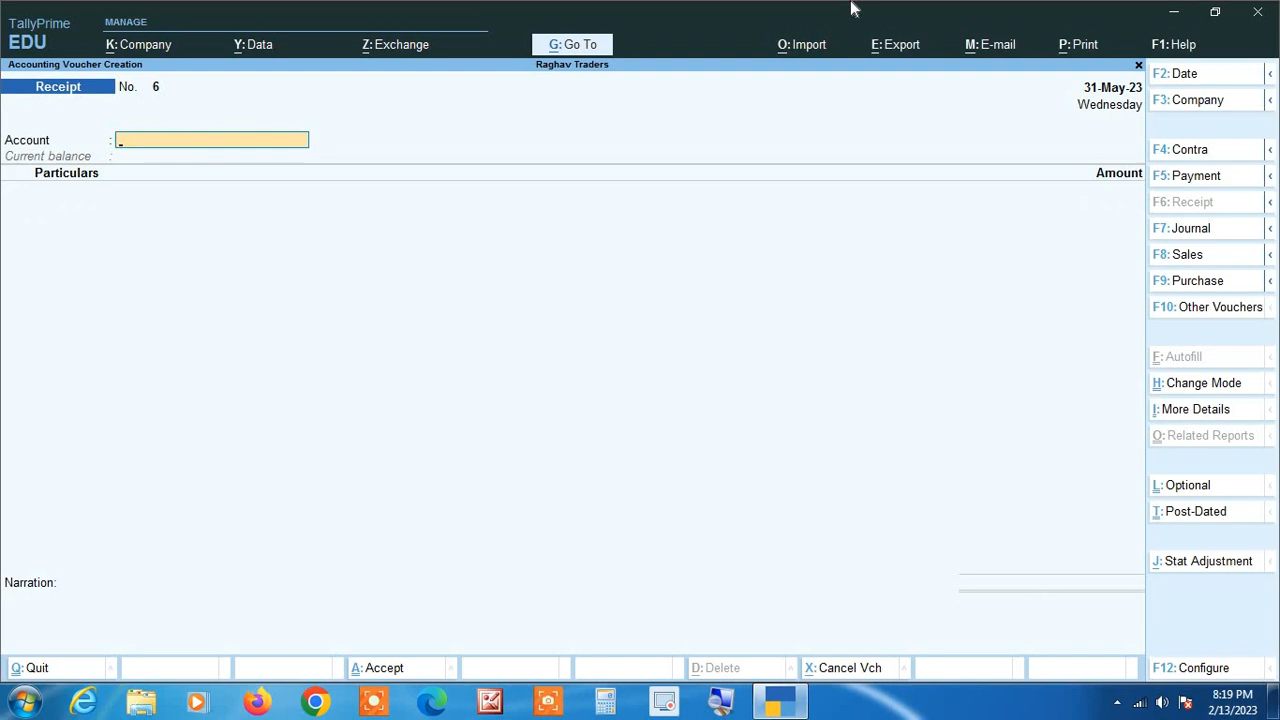 TallyPrime
EDU
MANAGE
K: Company
Y: Data
Z: Exchange
G: Go To
O: Import
E: Export
M: E-mail
P: Print
F1: Help
Accounting Voucher Creation
Raghav Traders
Receipt
No. 6
31-May-23
Wednesday
Account :
Current balance :
Particulars
Amount
Narration:
F2: Date
F3: Company
F4: Contra
F5: Payment
F6: Receipt
F7: Journal
F8: Sales
F9: Purchase
F10: Other Vouchers
F: Autofill
H: Change Mode
I: More Details
O: Related Reports
L: Optional
T: Post-Dated
J: Stat Adjustment
Q: Quit
A: Accept
D: Delete
X: Cancel Vch
F12: Configure
8:19 PM
2/13/2023